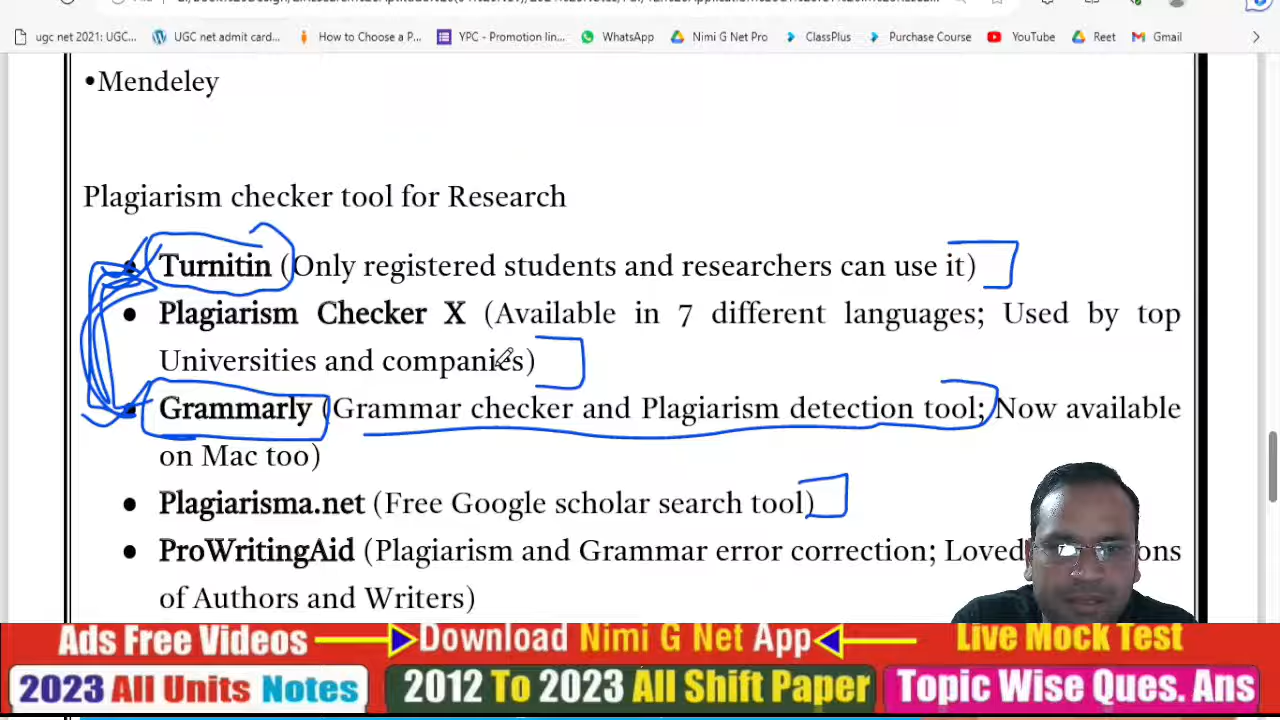 ugc net 2021: UGC... UGC net admit card... How to Choose a P... YPC - Promotion lin... WhatsApp Nimi G Net Pro ClassPlus Purchase Course YouTube Reet Gmail
•Mendeley
Plagiarism checker tool for Research
● Turnitin (Only registered students and researchers can use it)
● Plagiarism Checker X (Available in 7 different languages; Used by top
Universities and companies)
● Grammarly (Grammar checker and Plagiarism detection tool; Now available
on Mac too)
● Plagiarisma.net (Free Google scholar search tool)
● ProWritingAid (Plagiarism and Grammar error correction; Loved
of Authors and Writers)
Ads Free Videos Download Nimi G Net App Live Mock Test
2023 All Units Notes 2012 To 2023 All Shift Paper Topic Wise Ques. Ans